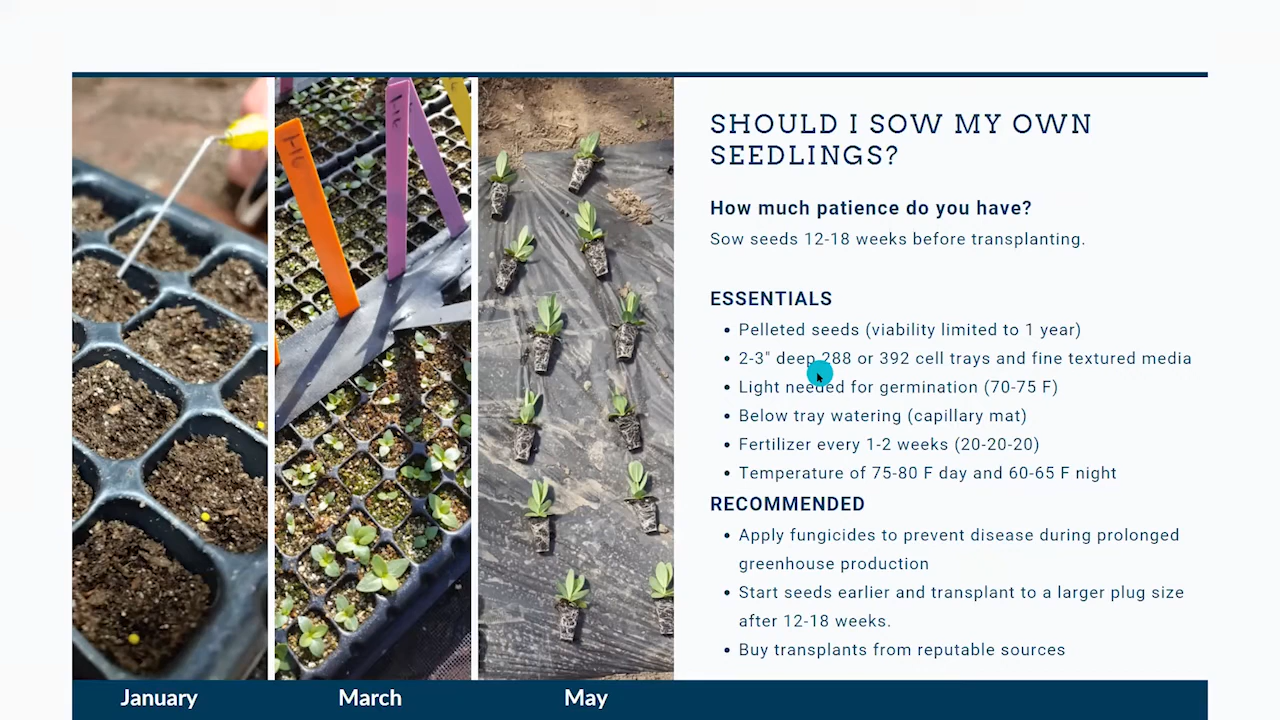 SHOULD I SOW MY OWN
SEEDLINGS?
How much patience do you have?
Sow seeds 12-18 weeks before transplanting.
ESSENTIALS
• Pelleted seeds (viability limited to 1 year)
• 2-3" deep 288 or 392 cell trays and fine textured media
• Light needed for germination (70-75 F)
• Below tray watering (capillary mat)
• Fertilizer every 1-2 weeks (20-20-20)
• Temperature of 75-80 F day and 60-65 F night
RECOMMENDED
• Apply fungicides to prevent disease during prolonged
greenhouse production
• Start seeds earlier and transplant to a larger plug size
after 12-18 weeks.
• Buy transplants from reputable sources
January
March
May